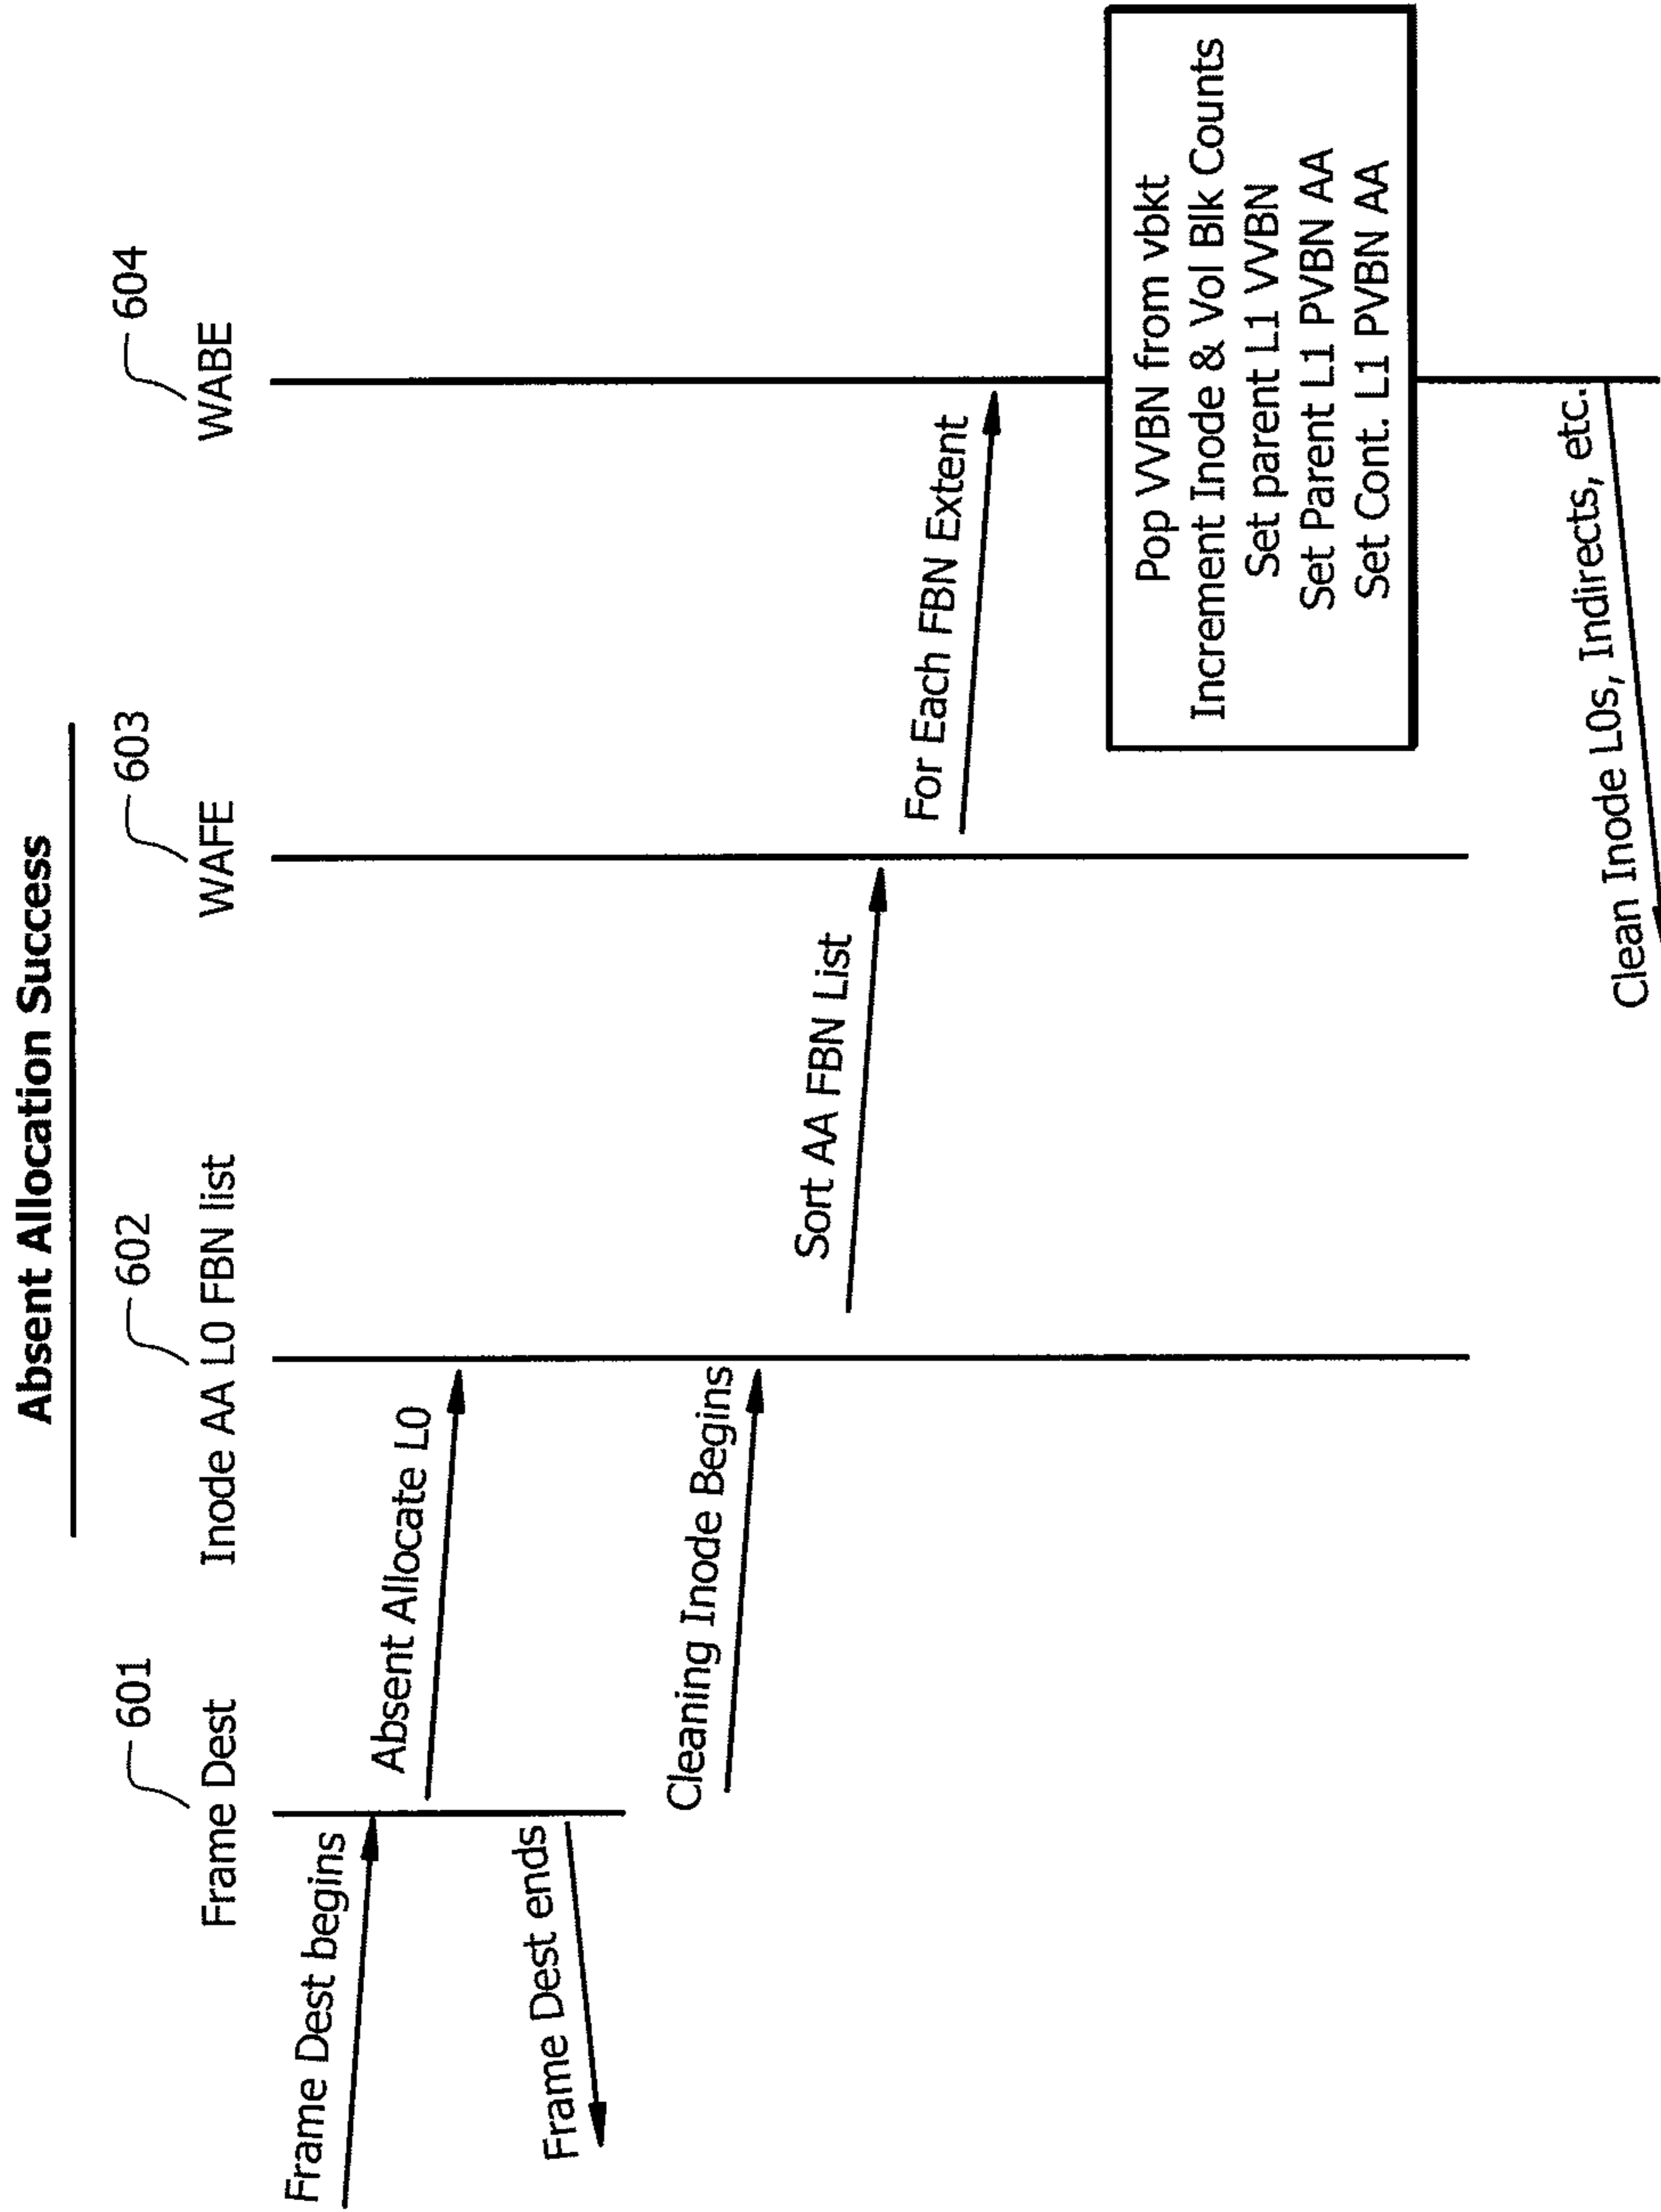 Absent Allocation Success
601
602
603
604
Frame Dest
Inode AA L0 FBN list
WAFE
WABE
Frame Dest begins
Absent Allocate L0
Frame Dest ends
Cleaning Inode Begins
Sort AA FBN List
For Each FBN Extent
Pop VVBN from vbkt
Increment Inode & Vol Blk Counts
Set parent L1 VVBN
Set Parent L1 PVBN AA
Set Cont. L1 PVBN AA
Clean Inode L0s, Indirects, etc.